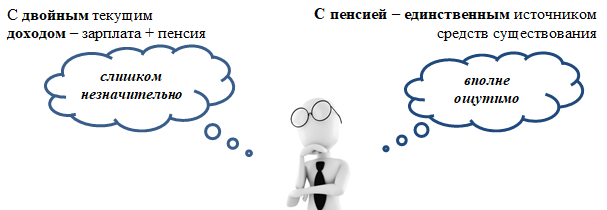 С двойным текущим
доходом – зарплата + пенсия
слишком
незначительно
С пенсией – единственным источником
средств существования
вполне
ощутимо